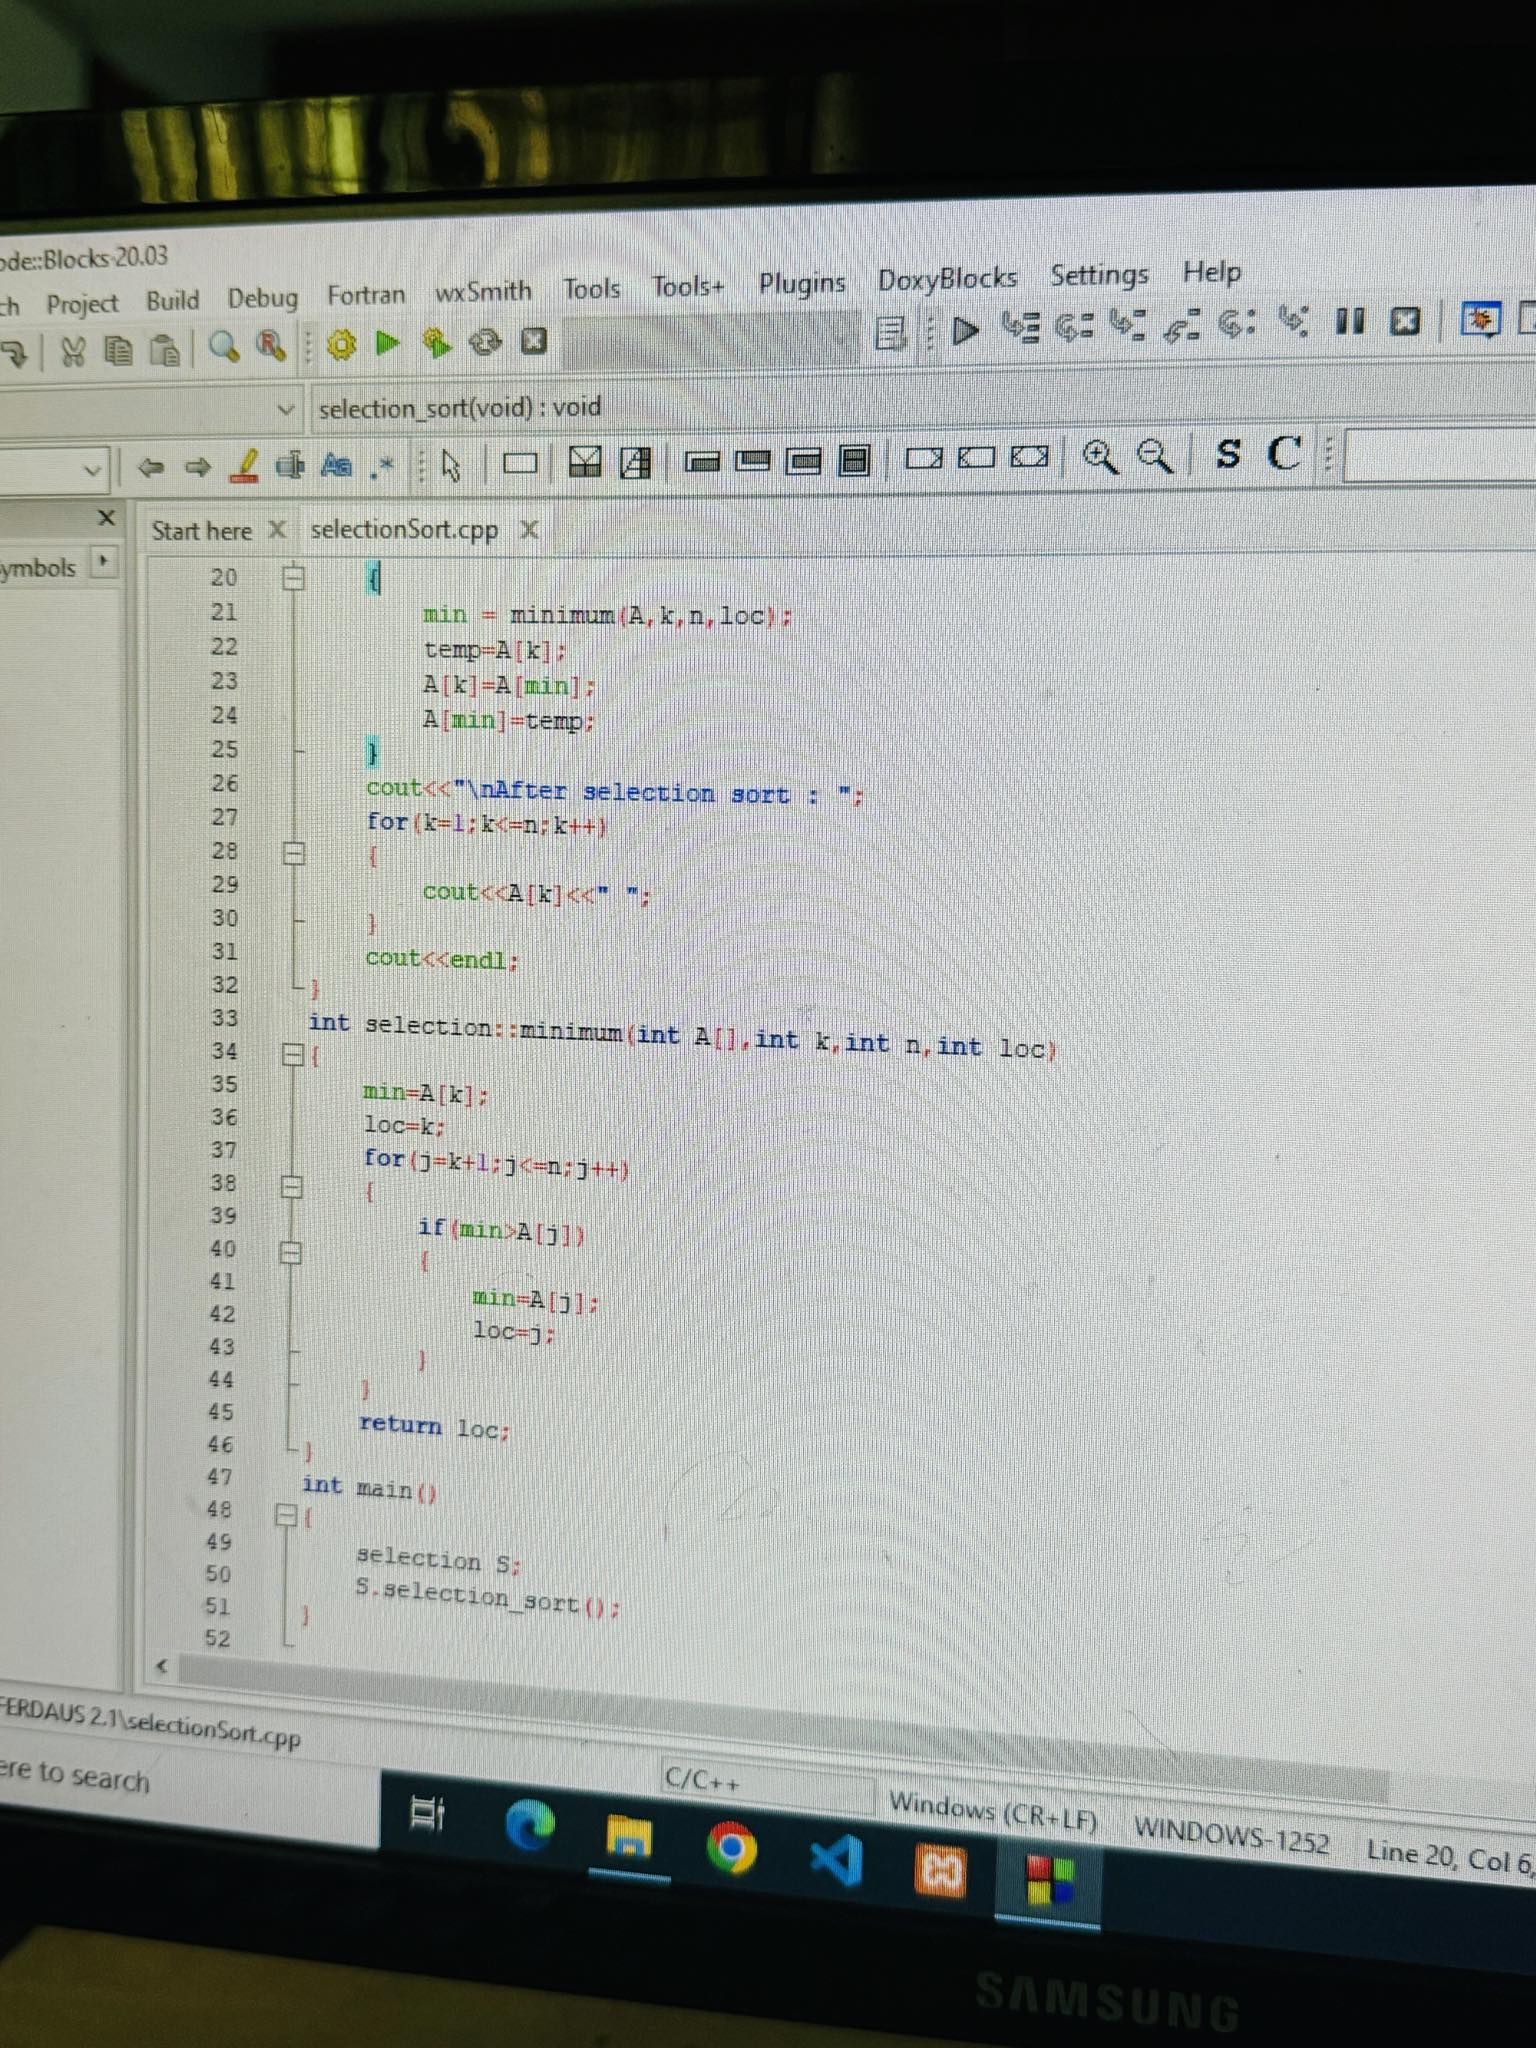 ode::Blocks 20.03
ch Project Build Debug Fortran wxSmith Tools Tools+ Plugins DoxyBlocks Settings Help
selection_sort(void) : void
S C
Start here selectionSort.cpp
ymbols
20 {
21 min = minimum(A,k,n,loc);
22 temp=A[k];
23 A[k]=A[min];
24 A[min]=temp;
25 }
26 cout<<"\nAfter selection sort : ";
27 for(k=1;k<=n;k++)
28 {
29 cout<<A[k]<<" ";
30 }
31 cout<<endl;
32 }
33 int selection::minimum(int A[],int k,int n,int loc)
34 {
35 min=A[k];
36 loc=k;
37 for(j=k+1;j<=n;j++)
38 {
39 if(min>A[j])
40 {
41 min=A[j];
42 loc=j;
43 }
44 }
45 return loc;
46 }
47 int main()
48 {
49 selection S;
50 S.selection_sort();
51 }
52
FERDAUS 2.1\selectionSort.cpp
C/C++ Windows (CR+LF) WINDOWS-1252 Line 20, Col 6,
ere to search
SAMSUNG